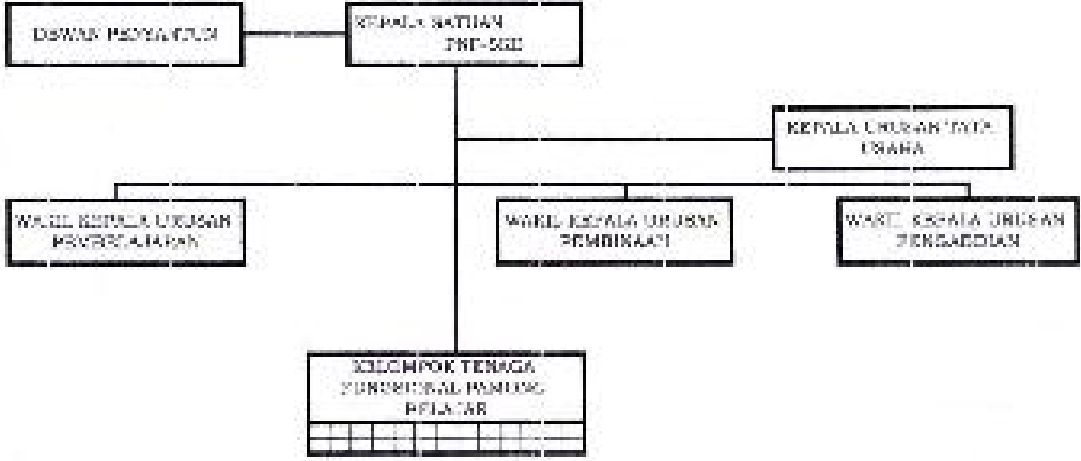 DEWAN PENYANTUN
KEPALA SATUAN
PNF-SKB
KEPALA URUSAN TATA
USAHA
WAKIL KEPALA URUSAN
PEMBELAJARAN
WAKIL KEPALA URUSAN
PEMBINAAN
WAKIL KEPALA URUSAN
PENGABDIAN
KELOMPOK TENAGA
FUNGSIONAL PAMONG
BELAJAR